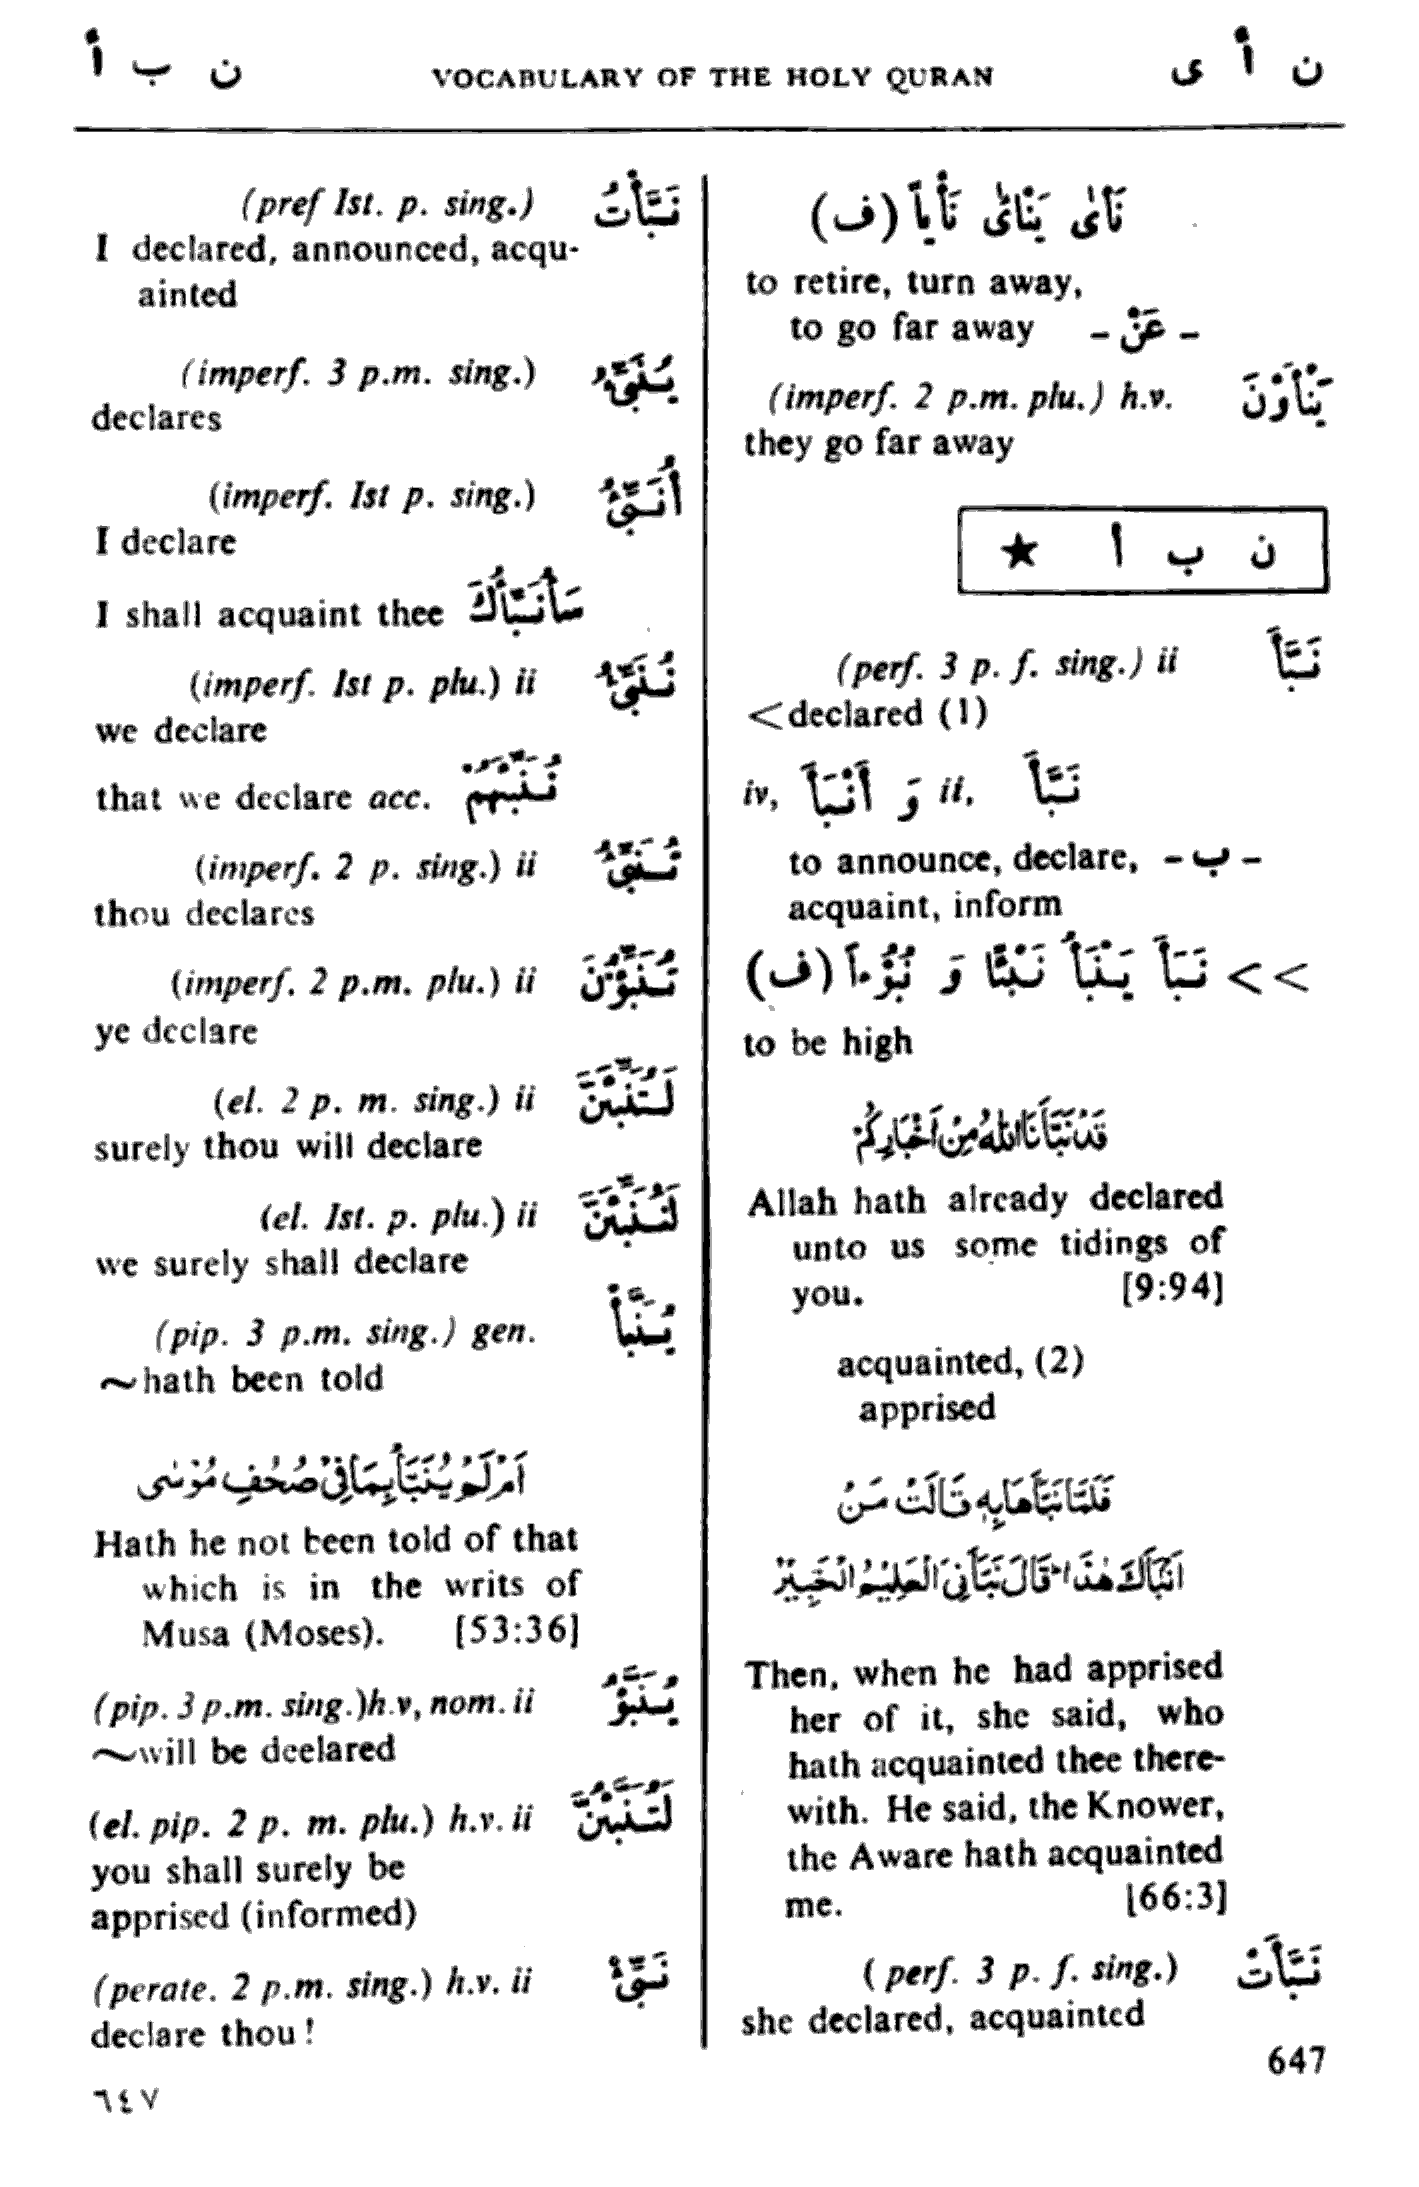 ن ب أ VOCABULARY OF THE HOLY QURAN ن أ ى
نَآى يَنْآى نَأْياً (ف)
to retire, turn away,
to go far away - عَنْ -
(imperf. 2 p.m. plu.) h.v. يَنْأَوْنَ
they go far away
ن ب أ ★
(perf. 3 p. f. sing.) ii نَبَّأَ
<declared (1)
iv, وَ أَنْبَأَ ii, نَبَّأَ
to announce, declare, - ب -
acquaint, inform
<< نَبَأَ يَنْبَأُ نَبْئًا وَ نُبُؤْءاً (ف)
to be high
قَدْ نَبَّأَنَا اللهُ مِنْ اَخْبَارِكُمْ
Allah hath already declared
unto us some tidings of
you. [9:94]
acquainted, (2)
apprised
فَلَمَّا نَبَّأَهَا بِهٖ قَالَتْ مَنْ
اَنْۢبَاَكَ هٰذَا ۖ قَالَ نَبَّأَنِيَ الْعَلِيْمُ الْخَبِيْرُ
Then, when he had apprised
her of it, she said, who
hath acquainted thee there-
with. He said, the Knower,
the Aware hath acquainted
me. [66:3]
(perf. 3 p. f. sing.) نَبَّأَتْ
she declared, acquainted
(pref Ist. p. sing.) نَبَّأْتُ
I declared, announced, acqu-
ainted
(imperf. 3 p.m. sing.) يُنَبِّئُ
declares
(imperf. Ist p. sing.) أُنَبِّئُ
I declare
I shall acquaint thee سَأُنَبِّأُكَ
(imperf. Ist p. plu.) ii نُنَبِّئُ
we declare
that we declare acc. نُنَبِّئَهُمْ
(imperf. 2 p. sing.) ii تُنَبِّئُ
thou declares
(imperf. 2 p.m. plu.) ii تُنَبِّؤُنَ
ye declare
(el. 2 p. m. sing.) ii لَتُنَبِّئَنَّ
surely thou will declare
(el. Ist. p. plu.) ii لَنُنَبِّئَنَّ
we surely shall declare
(pip. 3 p.m. sing.) gen. يُنَبَّأْ
~hath been told
اَمْ لَمْ يُنَبَّأْ بِمَا فِيْ صُحُفِ مُوْسٰى
Hath he not been told of that
which is in the writs of
Musa (Moses). [53:36]
(pip. 3 p.m. sing.)h.v, nom. ii يُنَبَّؤُ
~will be deelared
(el. pip. 2 p. m. plu.) h.v. ii لَتُنَبَّئُنَّ
you shall surely be
apprised (informed)
(perate. 2 p.m. sing.) h.v. ii نَبِّئْ
declare thou!
647
٦٤٧